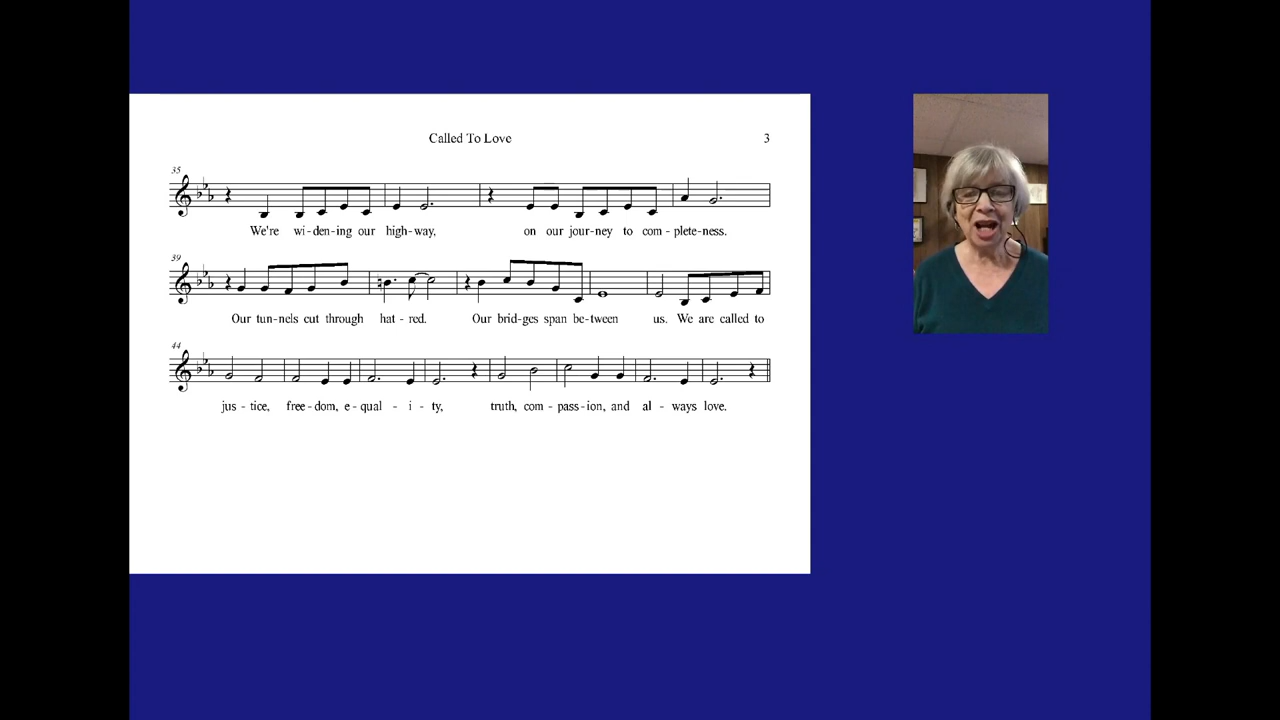 Called To Love 3
35
We're wi-den-ing our high-way, on our jour-ney to com-plete-ness.
39
Our tun-nels cut through hat-red. Our brid-ges span be-tween us. We are called to
44
jus-tice, free-dom, e-qual-i-ty, truth, com-pass-ion, and al-ways love.